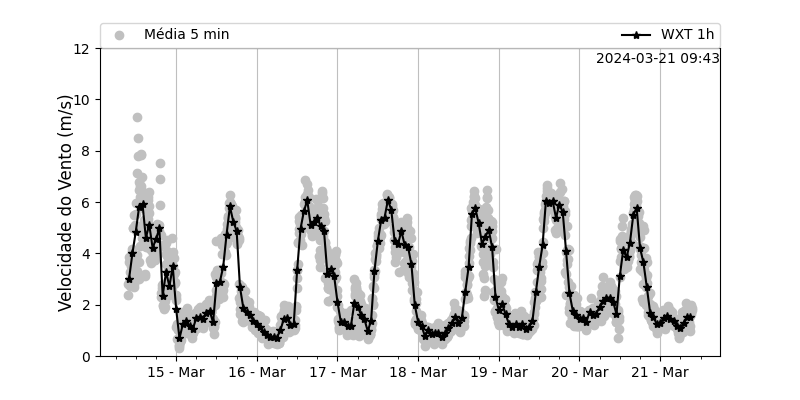 Média 5 min
WXT 1h
2024-03-21 09:43
Velocidade do Vento (m/s)
12
10
8
6
4
2
0
15 - Mar
16 - Mar
17 - Mar
18 - Mar
19 - Mar
20 - Mar
21 - Mar